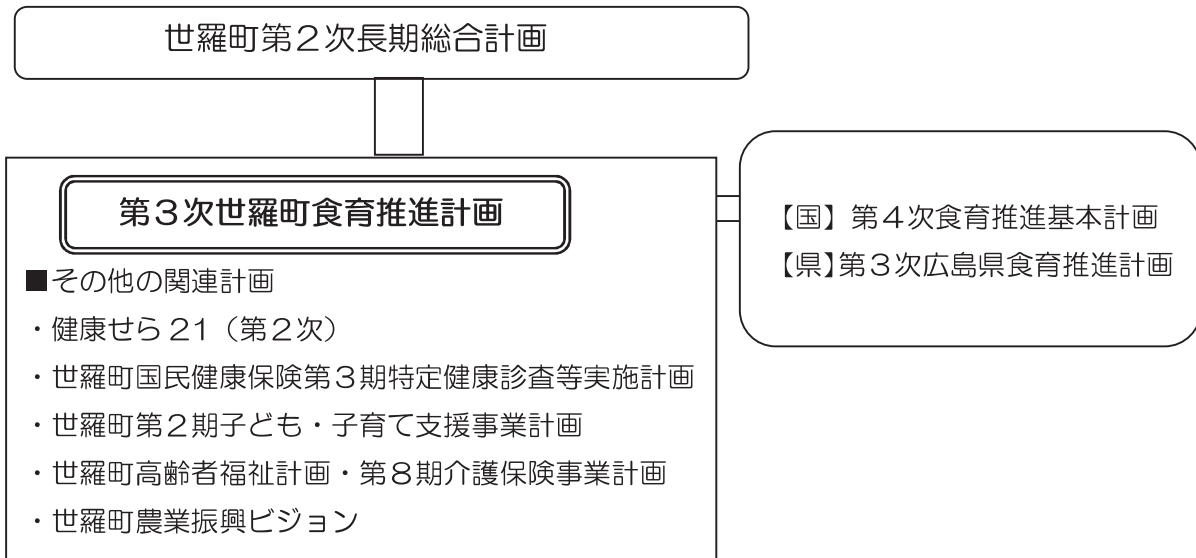 世羅町第２次長期総合計画
第３次世羅町食育推進計画
■その他の関連計画
・健康せら 21（第２次）
・世羅町国民健康保険第３期特定健康診査等実施計画
・世羅町第２期子ども・子育て支援事業計画
・世羅町高齢者福祉計画・第８期介護保険事業計画
・世羅町農業振興ビジョン
【国】第４次食育推進基本計画
【県】第３次広島県食育推進計画